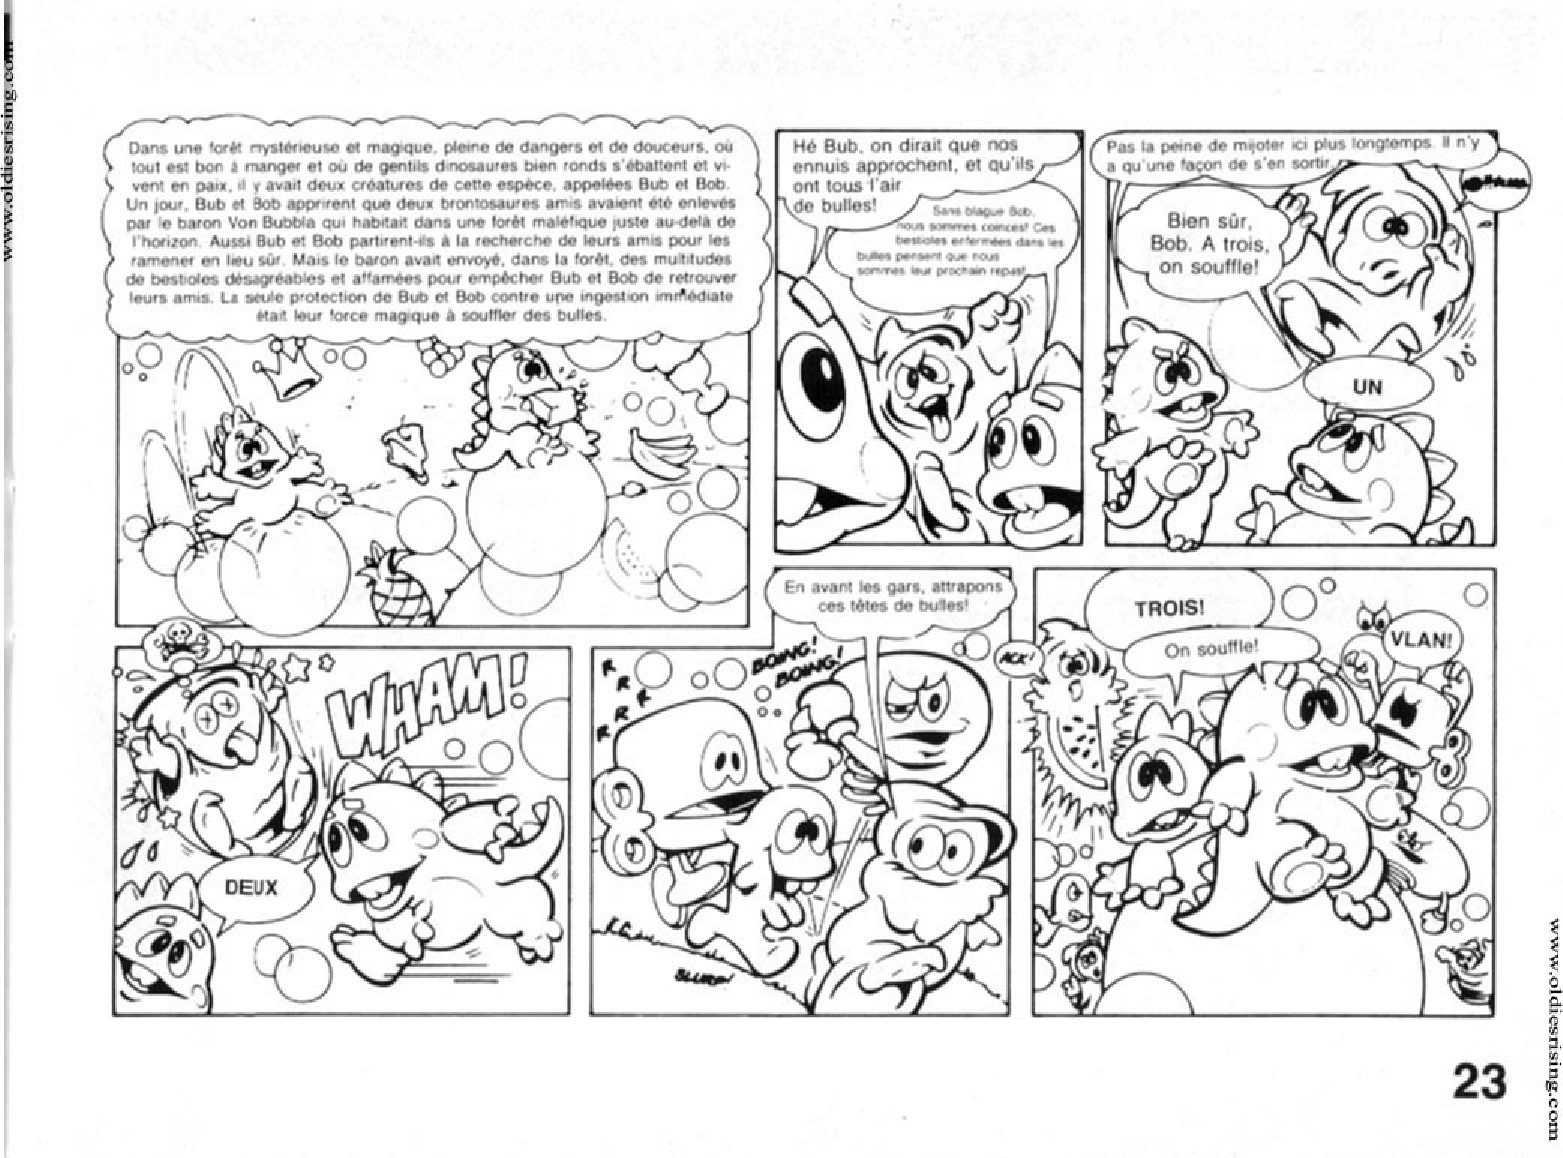 www.oldiesrising.com
Dans une forêt mystérieuse et magique, pleine de dangers et de douceurs, où
tout est bon à manger et où de gentils dinosaures bien ronds s'ébattent et vi-
vent en paix, il y avait deux créatures de cette espèce, appelées Bub et Bob.
Un jour, Bub et Bob apprirent que deux brontosaures amis avaient été enlevés
par le baron Von Bubbla qui habitait dans une forêt maléfique juste au-delà de
l'horizon. Aussi Bub et Bob partirent-ils à la recherche de leurs amis pour les
ramener en lieu sûr. Mais le baron avait envoyé, dans la forêt, des multitudes
de bestioles désagréables et affamées pour empêcher Bub et Bob de retrouver
leurs amis. La seule protection de Bub et Bob contre une ingestion immédiate
était leur force magique à souffler des bulles.
Hé Bub, on dirait que nos
ennuis approchent, et qu'ils
ont tous l'air
de bulles!
Sans blague Bob,
nous sommes coincés! Ces
bestioles enfermées dans les
bulles pensent que nous
sommes leur prochain repas!
Pas la peine de mijoter ici plus longtemps. Il n'y
a qu'une façon de s'en sortir
Bien sûr,
Bob. A trois,
on souffle!
UN
WHAM!
DEUX
En avant les gars, attrapons
ces têtes de bulles!
BOING!
BOING!
R
R
R
R
R
R
SLURP!
ACK!
TROIS!
On souffle!
VLAN!
23
www.oldiesrising.com